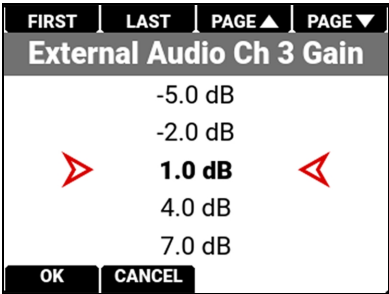 FIRST LAST PAGE▲ PAGE▼
External Audio Ch 3 Gain
-5.0 dB
-2.0 dB
1.0 dB
4.0 dB
7.0 dB
OK CANCEL